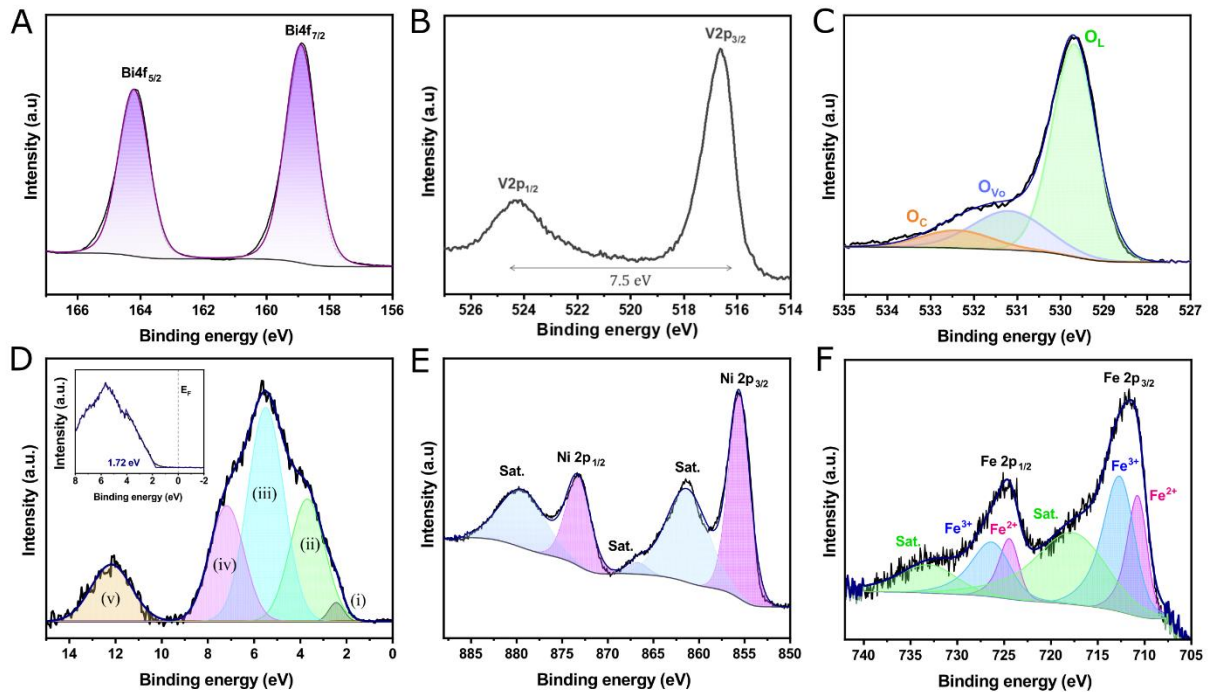 A
Bi4f7/2
Bi4f5/2
Intensity (a.u)
166 164 162 160 158 156
Binding energy (eV)
B
V2p3/2
V2p1/2
7.5 eV
Intensity (a.u)
526 524 522 520 518 516 514
Binding energy (eV)
C
OL
OVo
OC
Intensity (a.u)
535 534 533 532 531 530 529 528 527
Binding energy (eV)
D
EF
1.72 eV
Intensity (a.u.)
8 6 4 2 0 -2
Binding energy (eV)
(iii)
(ii)
(iv)
(i)
(v)
Intensity (a.u.)
14 12 10 8 6 4 2 0
Binding energy (eV)
E
Ni 2p3/2
Sat.
Ni 2p1/2
Sat.
Sat.
Intensity (a.u.)
885 880 875 870 865 860 855 850
Binding energy (eV)
F
Fe 2p3/2
Fe 2p1/2
Fe3+
Fe2+
Sat.
Fe3+
Fe2+
Sat.
Intensity (a.u.)
740 735 730 725 720 715 710 705
Binding energy (eV)